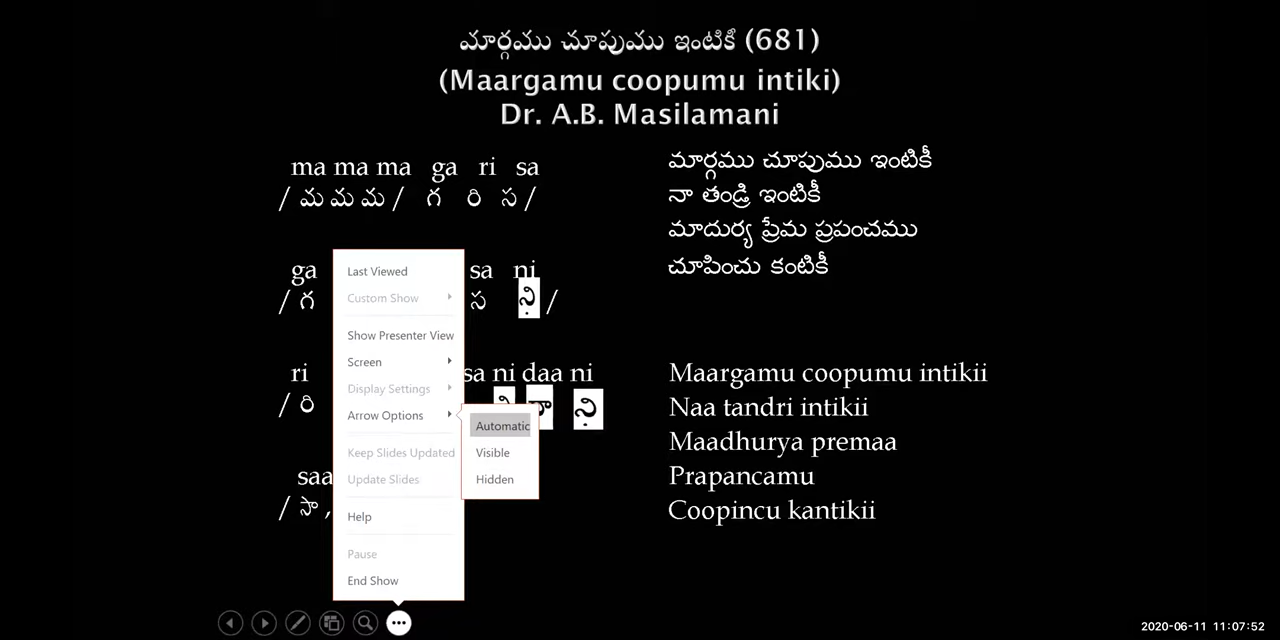 మార్గము చూపుము ఇంటికి (681)
(Maargamu coopumu intiki)
Dr. A.B. Masilamani
ma ma ma ga ri sa
/ మ మ మ / గ రి స /
ga sa ni
/ గ స ని /
ri sa ni daa ni
/ రి ని
saa
/ సా ,
మార్గము చూపుము ఇంటికీ
నా తండ్రి ఇంటికీ
మాదుర్య ప్రేమ ప్రపంచము
చూపించు కంటికీ
Maargamu coopumu intikii
Naa tandri intikii
Maadhurya premaa
Prapancamu
Coopincu kantikii
Last Viewed
Custom Show
Show Presenter View
Screen
Display Settings
Arrow Options
Keep Slides Updated
Update Slides
Help
Pause
End Show
Automatic
Visible
Hidden
2020-06-11 11:07:52